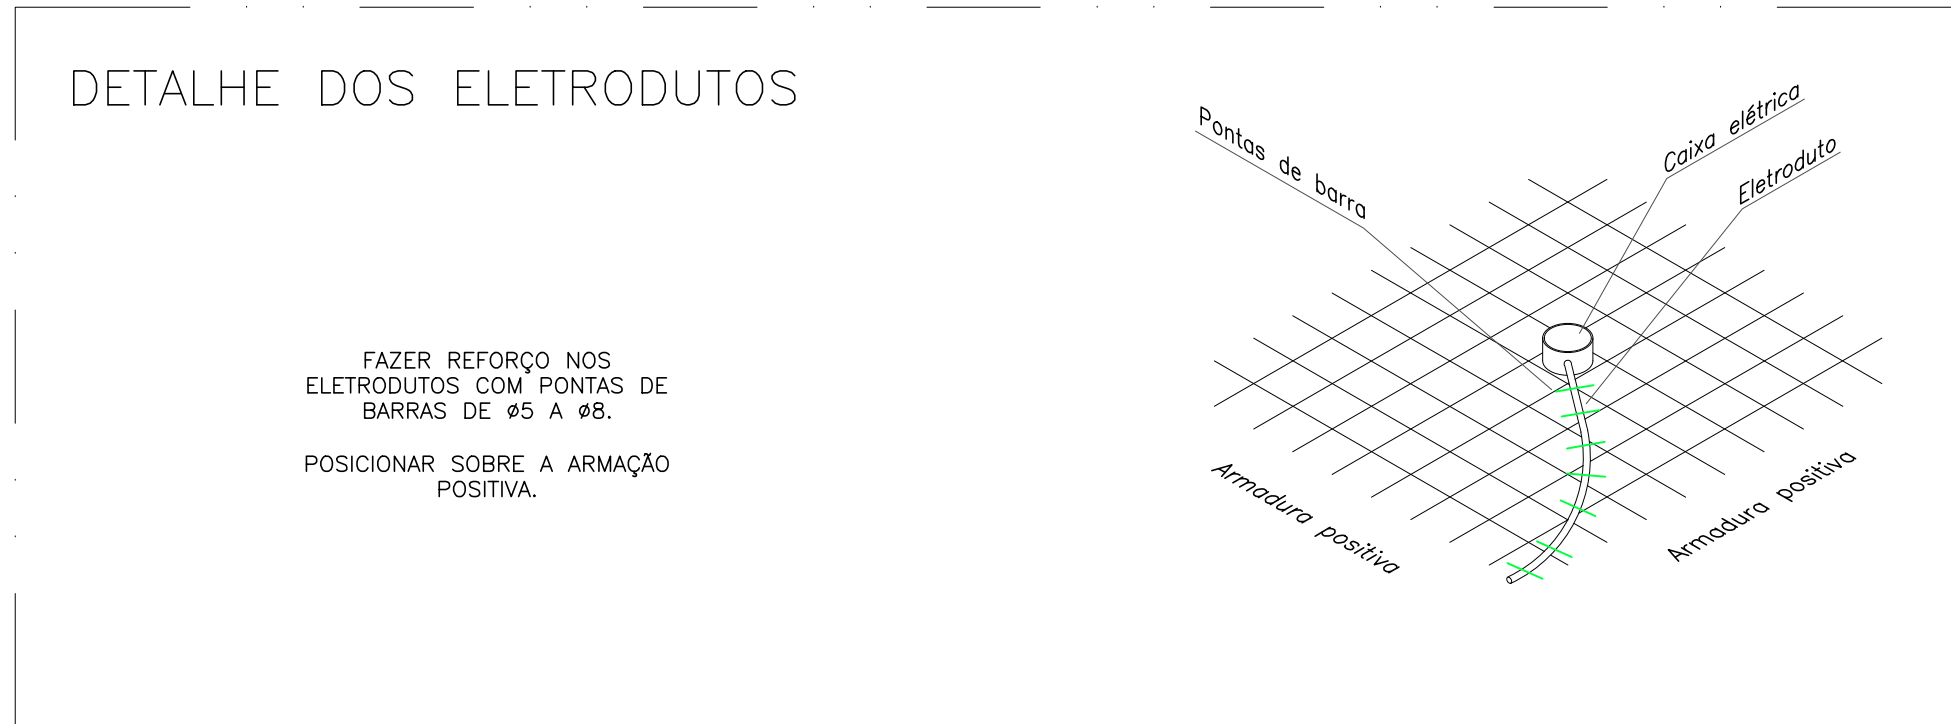 DETALHE DOS ELETRODUTOS
FAZER REFORÇO NOS
ELETRODUTOS COM PONTAS DE
BARRAS DE ø5 A ø8.
POSICIONAR SOBRE A ARMAÇÃO
POSITIVA.
Pontas de barra
Caixa elétrica
Eletroduto
Armadura positiva
Armadura positiva